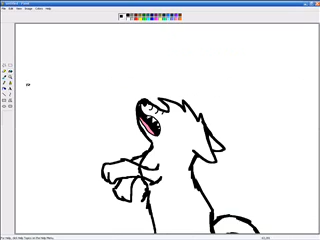 untitled - Paint
File Edit View Image Colors Help
For Help, click Help Topics on the Help Menu.